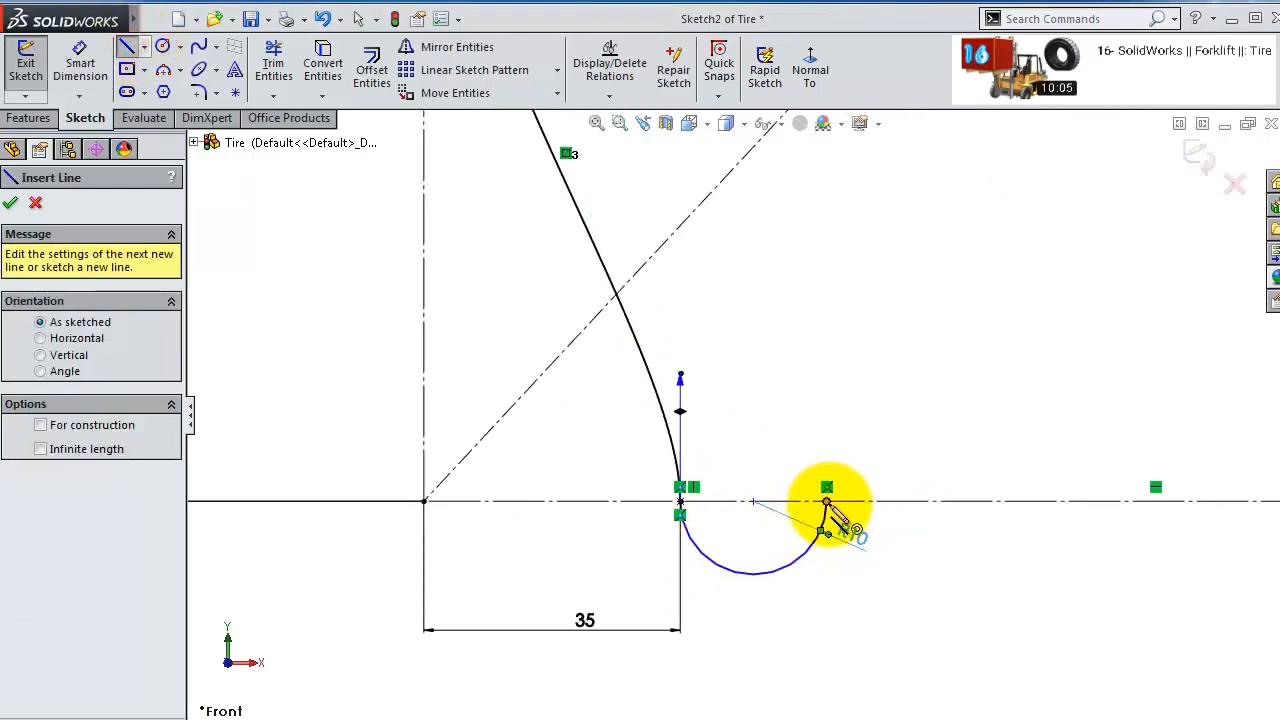 SOLIDWORKS
Sketch2 of Tire *
Search Commands
Exit
Sketch
Smart
Dimension
Trim
Entities
Convert
Entities
Offset
Entities
Mirror Entities
Linear Sketch Pattern
Move Entities
Display/Delete
Relations
Repair
Sketch
Quick
Snaps
Rapid
Sketch
Normal
To
16
10:05
16- SolidWorks || Forklift ||: Tire
Features
Sketch
Evaluate
DimXpert
Office Products
Tire (Default<<Default>_D...
Insert Line
?
Message
Edit the settings of the next new
line or sketch a new line.
Orientation
As sketched
Horizontal
Vertical
Angle
Options
For construction
Infinite length
3
R10
35
Y
X
*Front